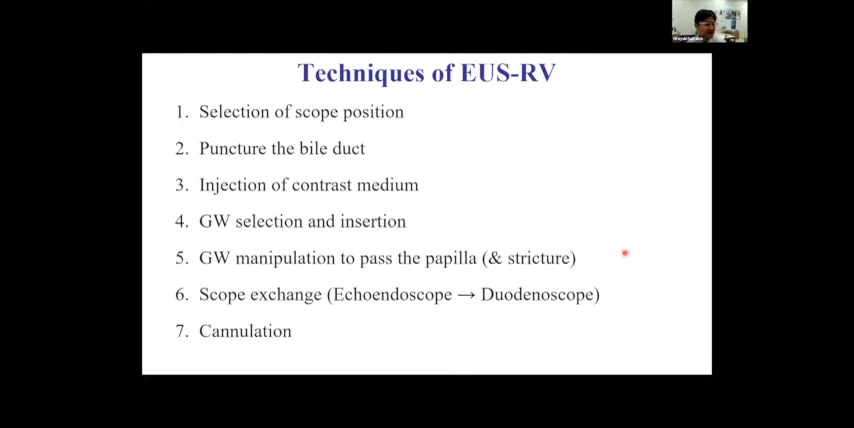 Techniques of EUS-RV
1. Selection of scope position
2. Puncture the bile duct
3. Injection of contrast medium
4. GW selection and insertion
5. GW manipulation to pass the papilla (& stricture)
6. Scope exchange (Echoendoscope → Duodenoscope)
7. Cannulation